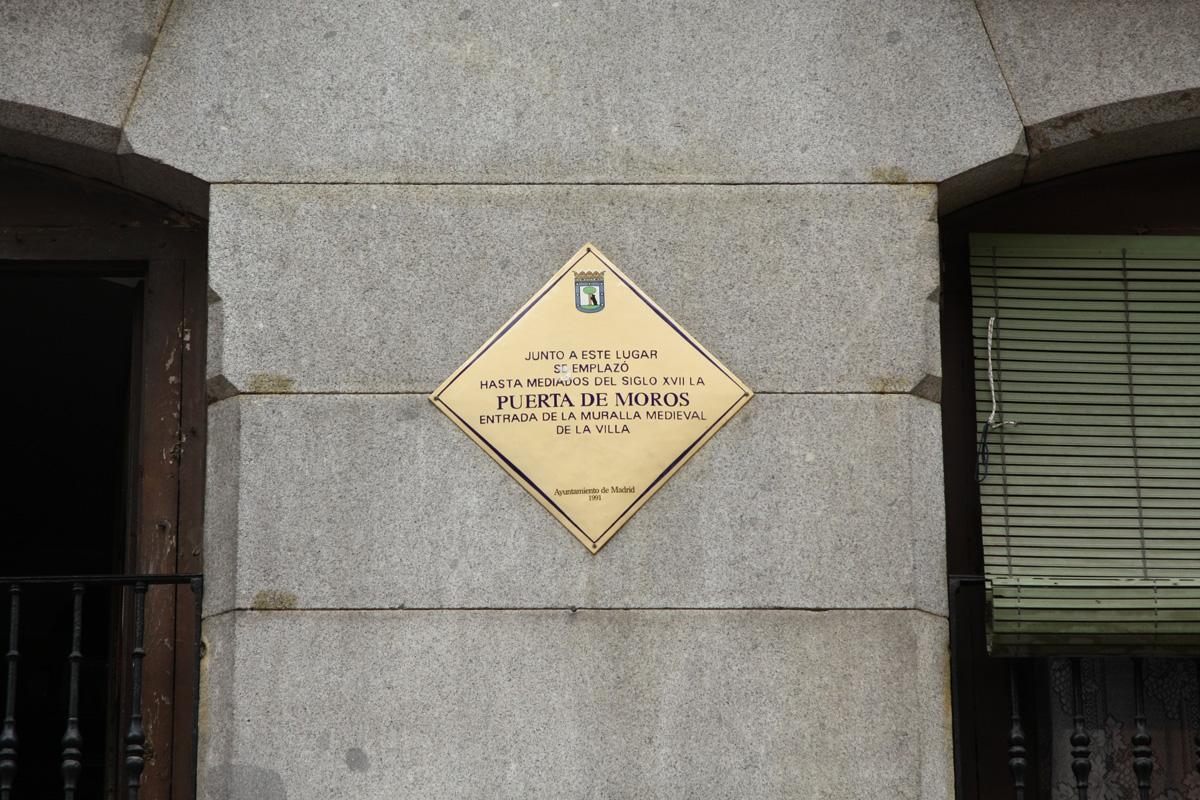 JUNTO A ESTE LUGAR
SE EMPLAZÓ
HASTA MEDIADOS DEL SIGLO XVII LA
PUERTA DE MOROS
ENTRADA DE LA MURALLA MEDIEVAL
DE LA VILLA
Ayuntamiento de Madrid
1991